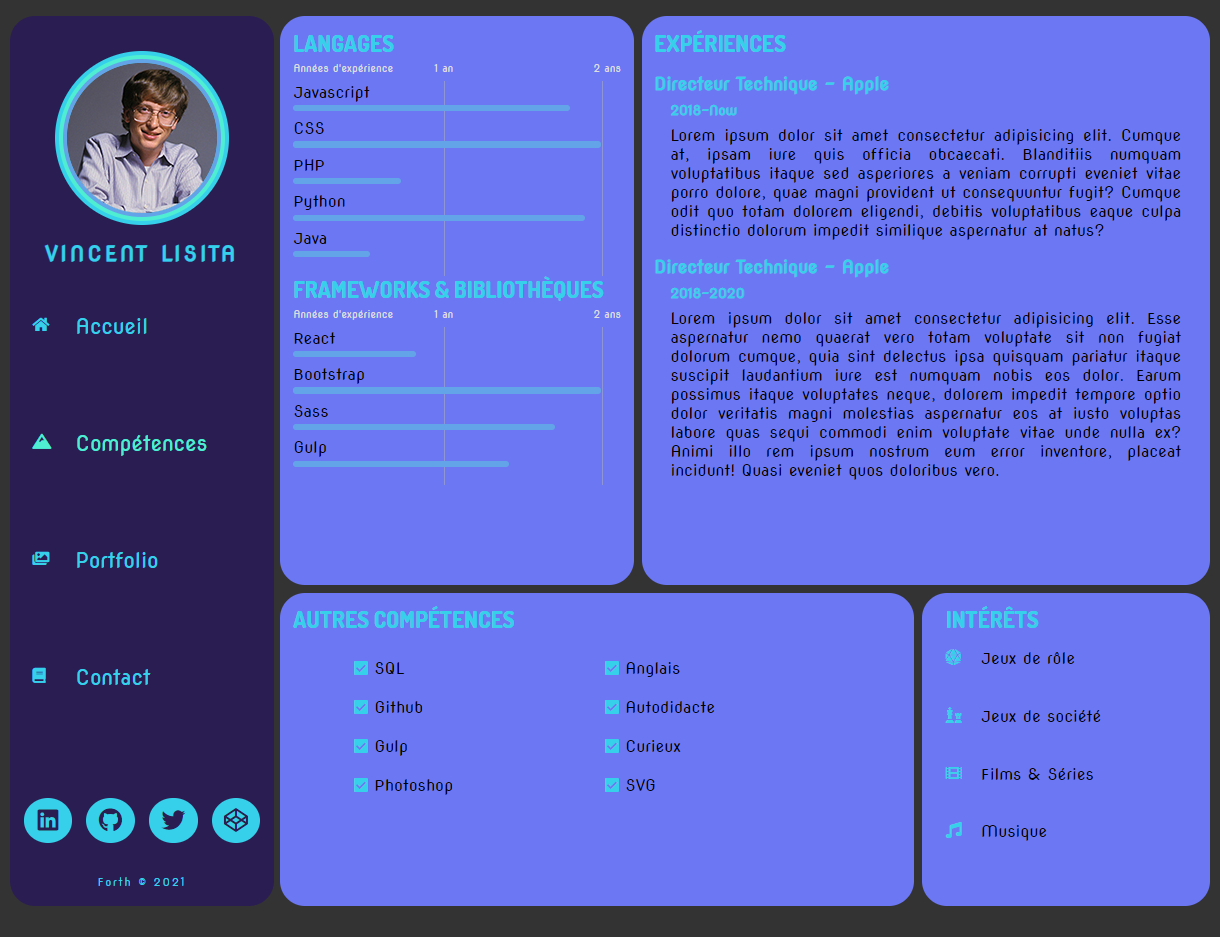 VINCENT LISITA
Accueil
Compétences
Portfolio
Contact
Forth © 2021
LANGAGES
Années d'expérience 1 an 2 ans
Javascript
CSS
PHP
Python
Java
FRAMEWORKS & BIBLIOTHÈQUES
Années d'expérience 1 an 2 ans
React
Bootstrap
Sass
Gulp
EXPÉRIENCES
Directeur Technique - Apple
2018-Now
Lorem ipsum dolor sit amet consectetur adipisicing elit. Cumque
at, ipsam iure quis officia obcaecati. Blanditiis numquam
voluptatibus itaque sed asperiores a veniam corrupti eveniet vitae
porro dolore, quae magni provident ut consequuntur fugit? Cumque
odit quo totam dolorem eligendi, debitis voluptatibus eaque culpa
distinctio dolorum impedit similique aspernatur at natus?
Directeur Technique - Apple
2018-2020
Lorem ipsum dolor sit amet consectetur adipisicing elit. Esse
aspernatur nemo quaerat vero totam voluptate sit non fugiat
dolorum cumque, quia sint delectus ipsa quisquam pariatur itaque
suscipit laudantium iure est numquam nobis eos dolor. Earum
possimus itaque voluptates neque, dolorem impedit tempore optio
dolor veritatis magni molestias aspernatur eos at iusto voluptas
labore quas sequi commodi enim voluptate vitae unde nulla ex?
Animi illo rem ipsum nostrum eum error inventore, placeat
incidunt! Quasi eveniet quos doloribus vero.
AUTRES COMPÉTENCES
SQL
Github
Gulp
Photoshop
Anglais
Autodidacte
Curieux
SVG
INTÉRÊTS
Jeux de rôle
Jeux de société
Films & Séries
Musique